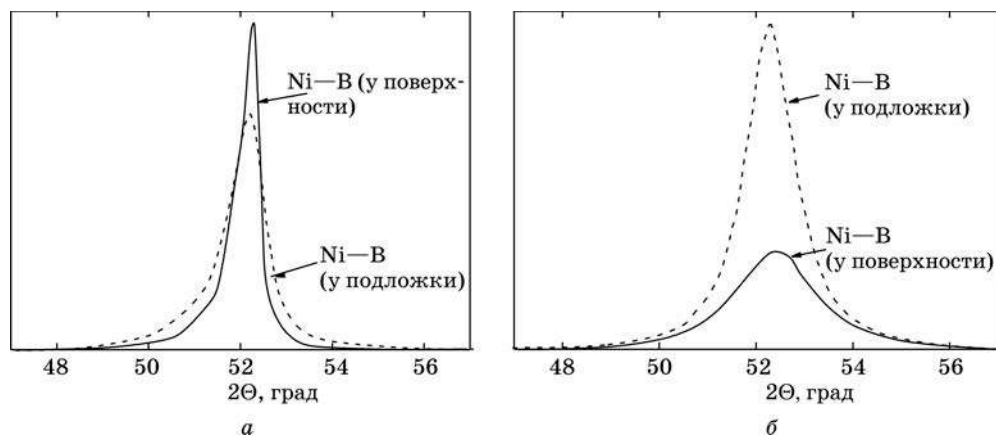 Ni—B (у поверх-
ности)
Ni—B
(у подложки)
48 50 52 54 56
2Θ, град
а
Ni—B
(у подложки)
Ni—B
(у поверхности)
48 50 52 54 56
2Θ, град
б